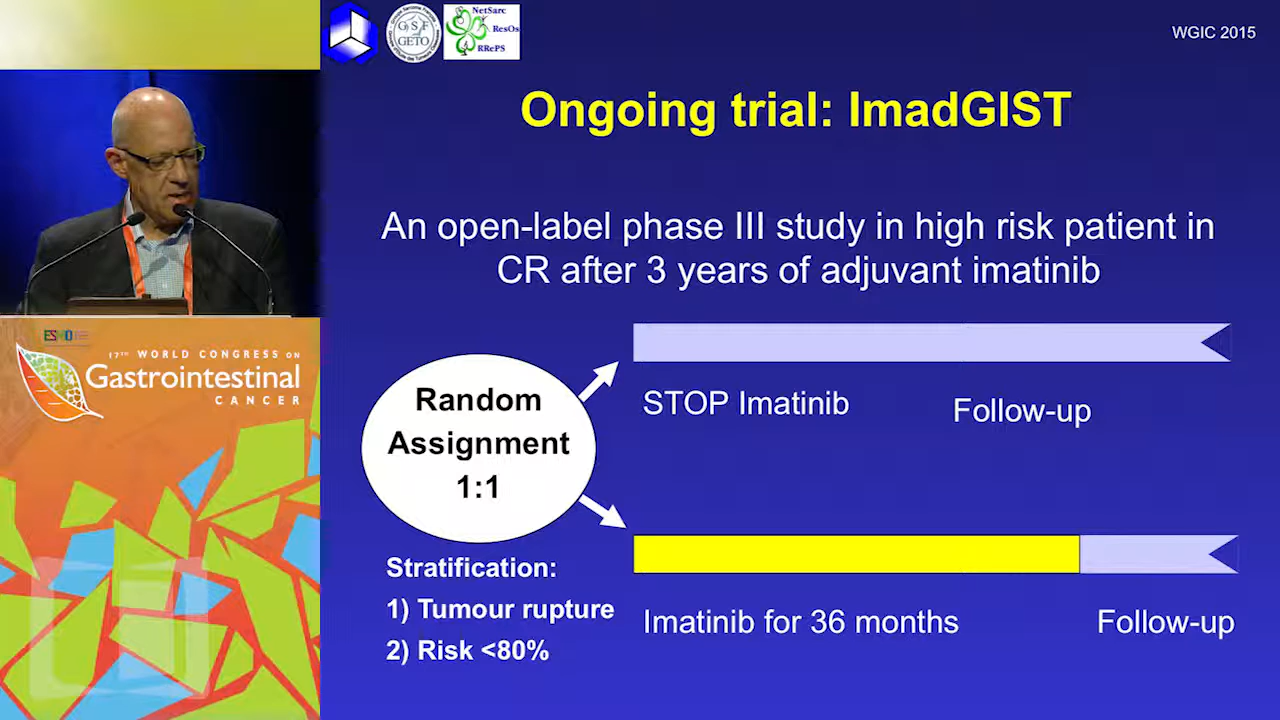 WGIC 2015
GSF
GETO
NetSarc
ResOs
RRePS
Ongoing trial: ImadGIST
An open-label phase III study in high risk patient in
CR after 3 years of adjuvant imatinib
Random
Assignment
1:1
STOP Imatinib
Follow-up
Stratification:
1) Tumour rupture
2) Risk <80%
Imatinib for 36 months
Follow-up
17TH WORLD CONGRESS ON
Gastrointestinal
CANCER